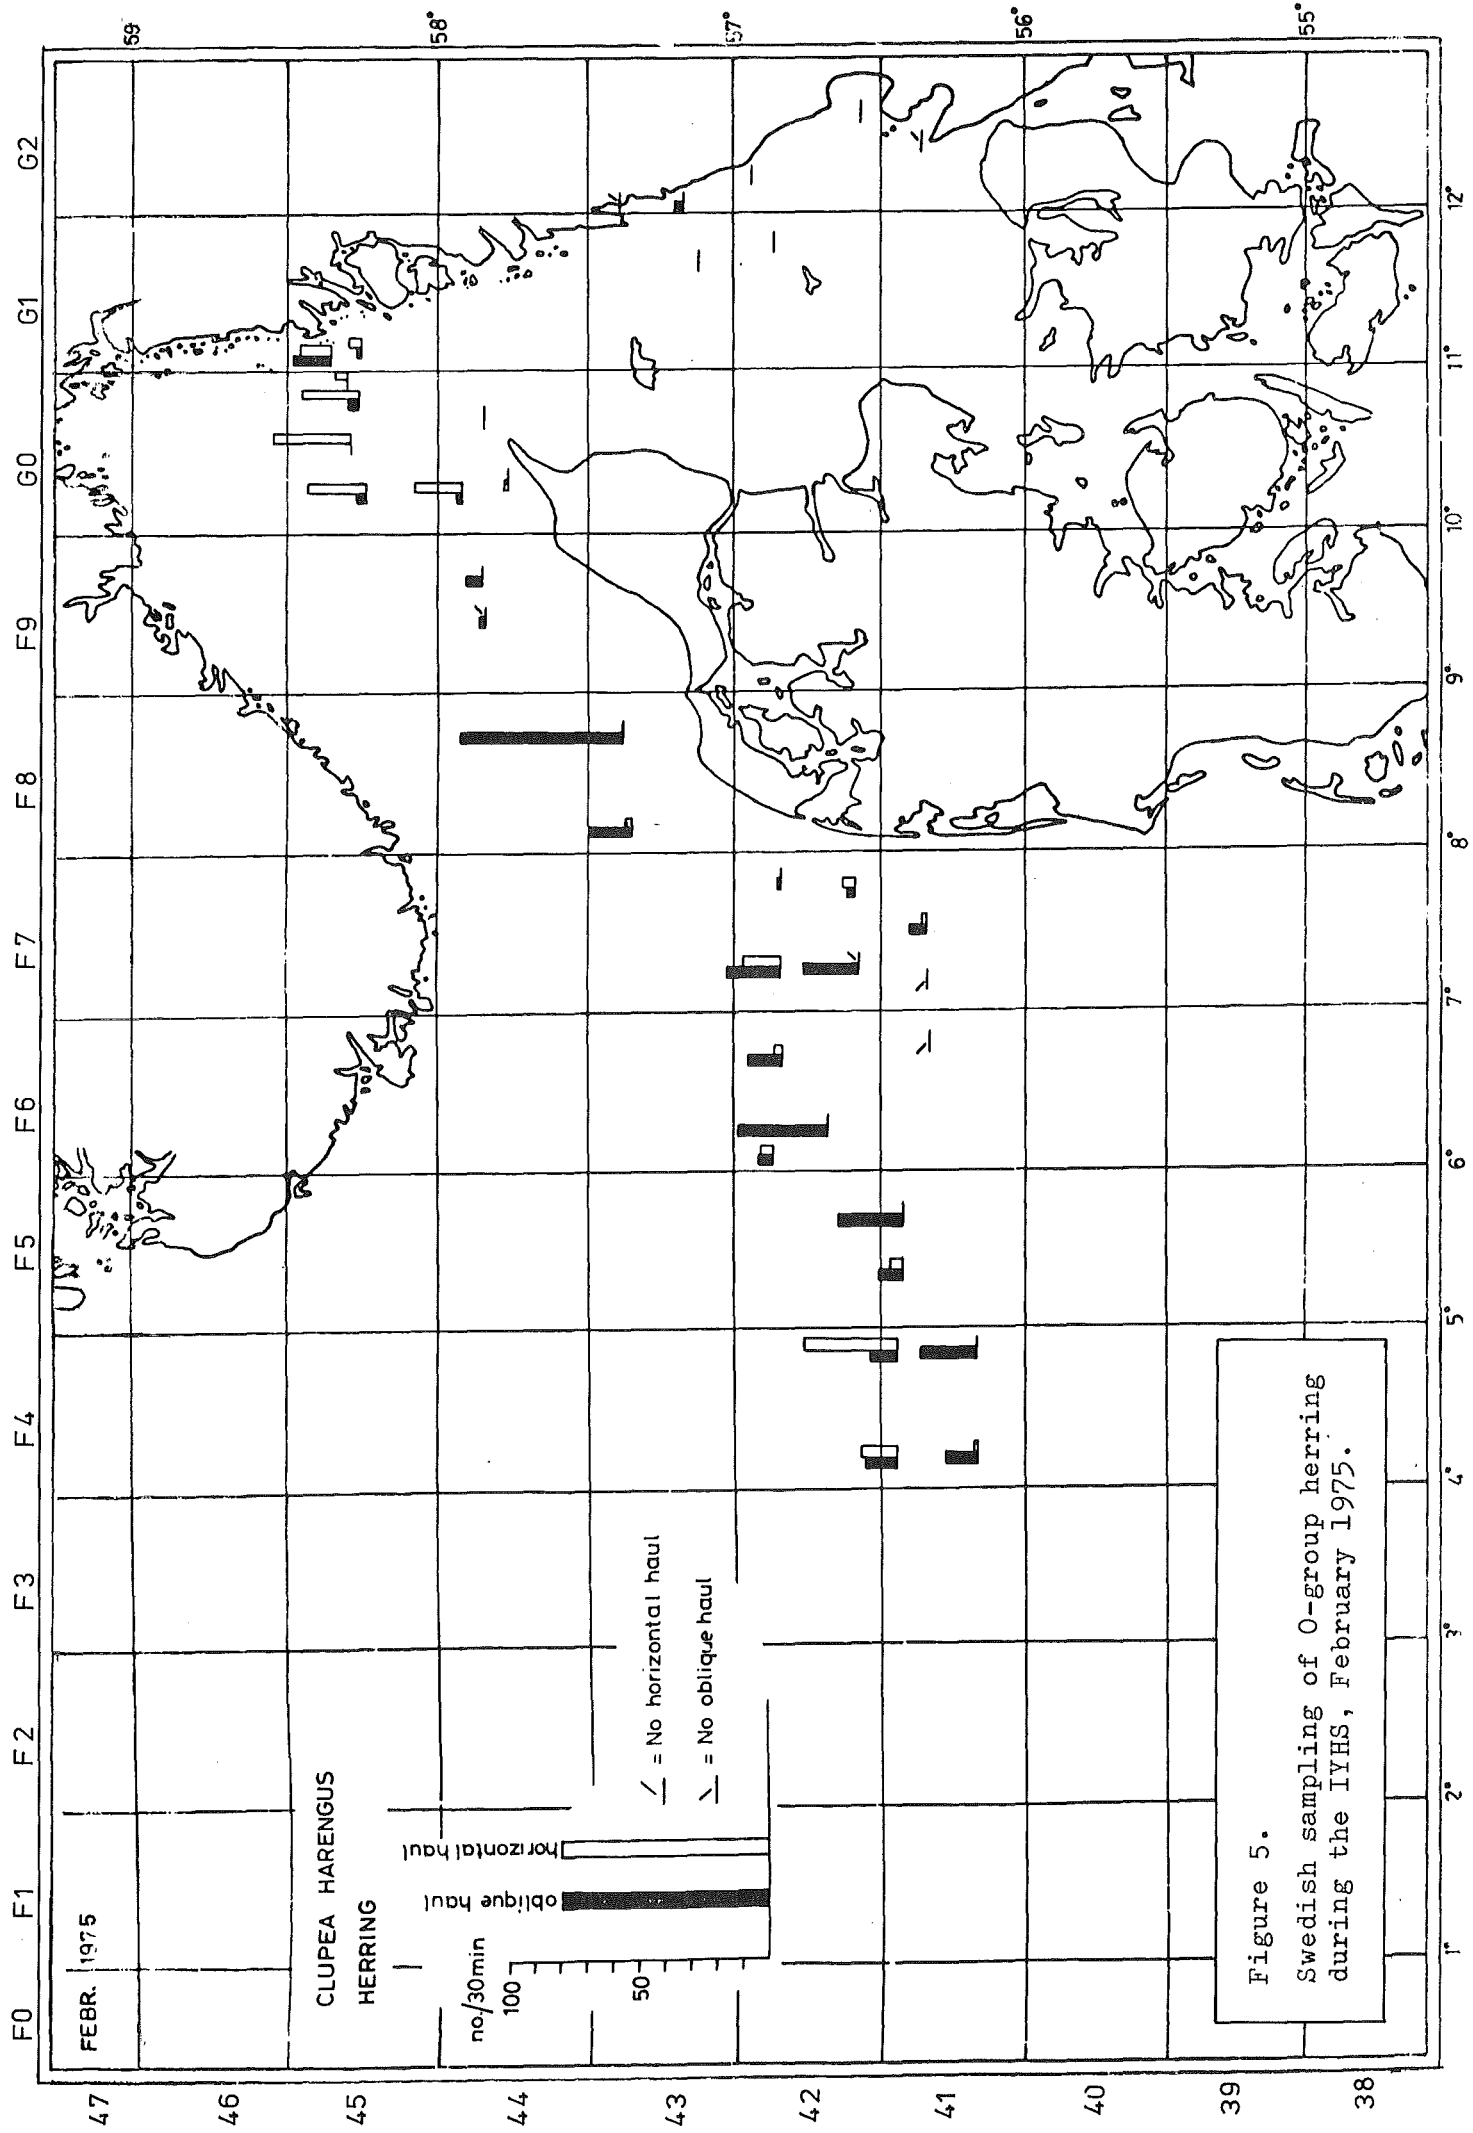 F0 F1 F2 F3 F4 F5 F6 F7 F8 F9 G0 G1 G2
FEBR. 1975
CLUPEA HARENGUS
HERRING
no./30min
100
50
oblique haul
horizontal haul
= No horizontal haul
= No oblique haul
47
46
45
44
43
42
41
40
39
38
59°
58°
57°
56°
55°
1° 2° 3° 4° 5° 6° 7° 8° 9° 10° 11° 12°
Figure 5.
Swedish sampling of O-group herring
during the IYHS, February 1975.